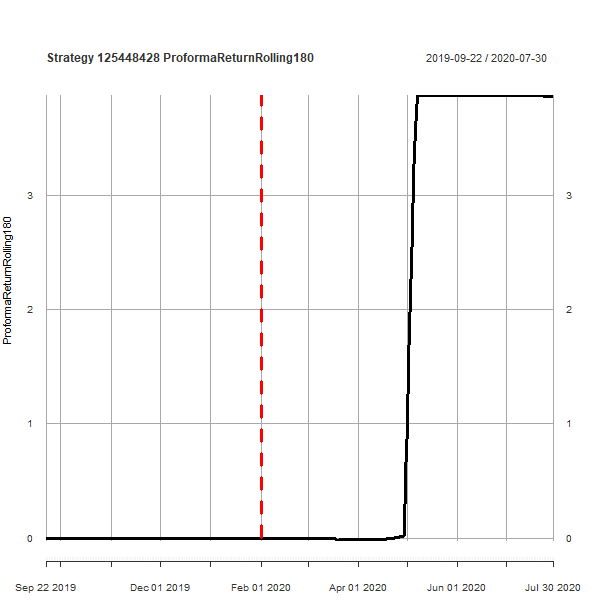 Strategy 125448428 ProformaReturnRolling180
2019-09-22 / 2020-07-30
ProformaReturnRolling180
3
3
2
2
1
1
0
0
Sep 22 2019
Dec 01 2019
Feb 01 2020
Apr 01 2020
Jun 01 2020
Jul 30 2020